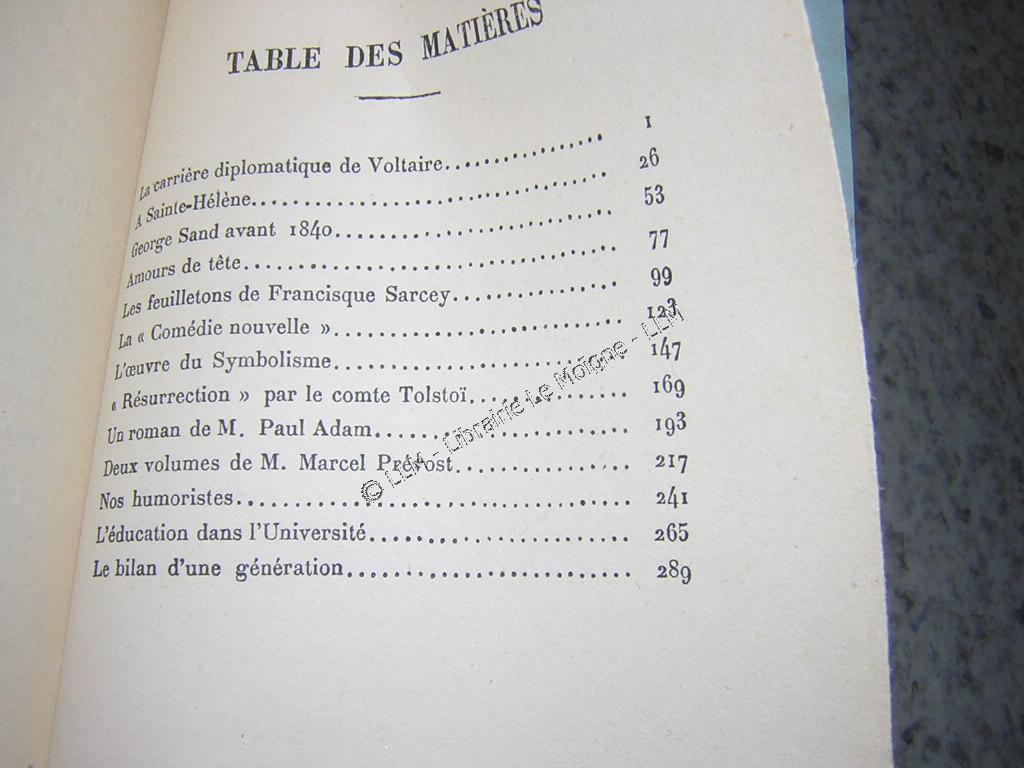 TABLE DES MATIÈRES
La carrière diplomatique de Voltaire.................. 1
A Sainte-Hélène.................. 26
George Sand avant 1840.................. 53
Amours de tête.................. 77
Les feuilletons de Francisque Sarcey.................. 99
La « Comédie nouvelle ».................. 123
L'œuvre du Symbolisme.................. 147
« Résurrection » par le comte Tolstoï.................. 169
Un roman de M. Paul Adam.................. 193
Deux volumes de M. Marcel Prévost.................. 217
Nos humoristes.................. 241
L'éducation dans l'Université.................. 265
Le bilan d'une génération.................. 289
© LLM - Librairie Le Moigne - LLM